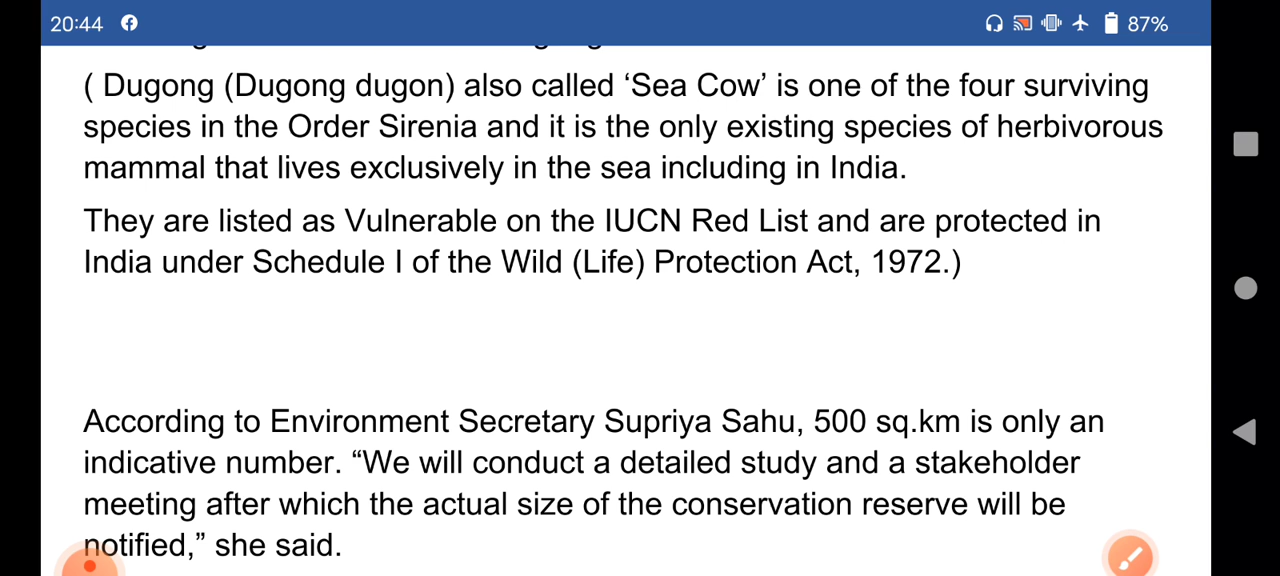 20:44 87%
( Dugong (Dugong dugon) also called ‘Sea Cow’ is one of the four surviving
species in the Order Sirenia and it is the only existing species of herbivorous
mammal that lives exclusively in the sea including in India.
They are listed as Vulnerable on the IUCN Red List and are protected in
India under Schedule I of the Wild (Life) Protection Act, 1972.)
According to Environment Secretary Supriya Sahu, 500 sq.km is only an
indicative number. “We will conduct a detailed study and a stakeholder
meeting after which the actual size of the conservation reserve will be
notified,” she said.